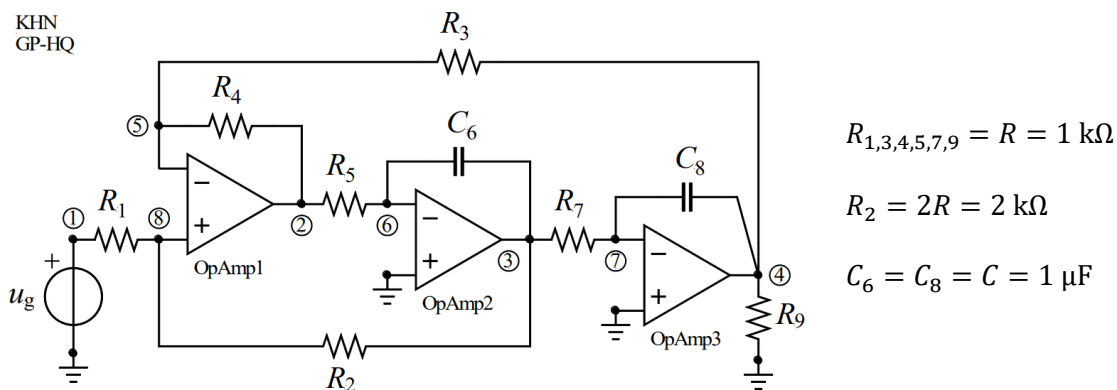 KHN
GP-HQ
R₃
R₄
⑤
C₆
C₈
R₅
R₇
R₁
①
⑧
②
⑥
③
⑦
④
−
+
OpAmp1
−
+
OpAmp2
−
+
OpAmp3
+
u_g
R₂
R₉
R₁,₃,₄,₅,₇,₉ = R = 1 kΩ
R₂ = 2R = 2 kΩ
C₆ = C₈ = C = 1 μF